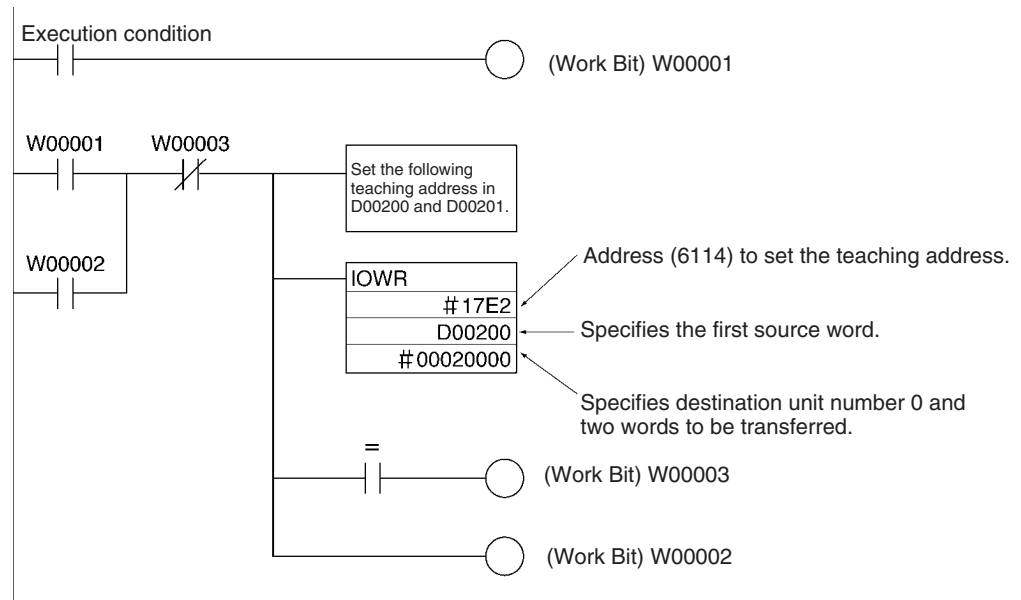 Execution condition
(Work Bit) W00001
W00001
W00003
Set the following
teaching address in
D00200 and D00201.
W00002
Address (6114) to set the teaching address.
IOWR
#17E2
D00200
Specifies the first source word.
#00020000
Specifies destination unit number 0 and
two words to be transferred.
=
(Work Bit) W00003
(Work Bit) W00002